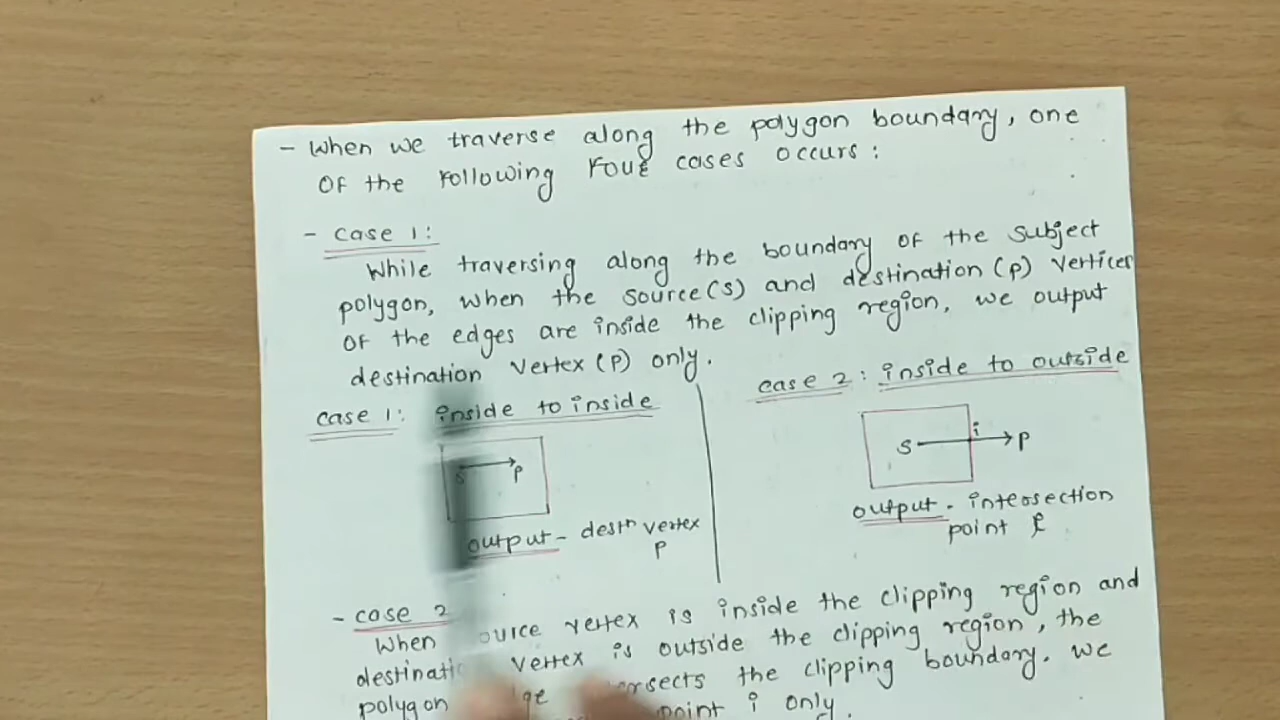 - When we traverse along the polygon boundary, one
of the following four cases occurs :
- case 1:
While traversing along the boundary of the subject
polygon, when the source(s) and destination (p) vertices
of the edges are inside the clipping region, we output
destination vertex (p) only.
case 1: inside to inside
s p
output - destn vertex
p
case 2 : inside to outside
s i p
output - intersection
point i
- case 2
When vertex is inside the clipping region and
vertex is outside the clipping region, the
polygon the clipping boundary. we
point i only.